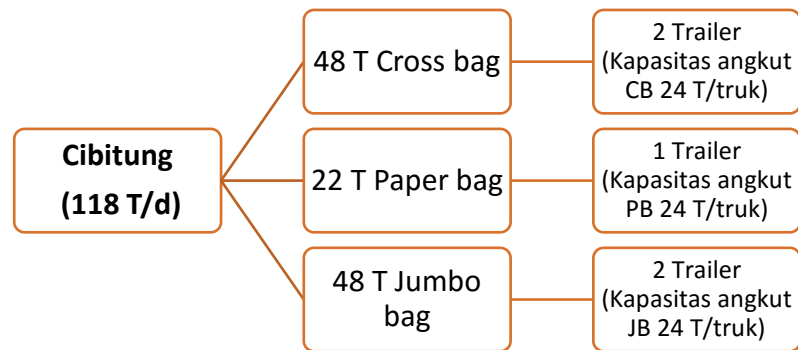 Cibitung
(118 T/d)
48 T Cross bag
2 Trailer
(Kapasitas angkut
CB 24 T/truk)
22 T Paper bag
1 Trailer
(Kapasitas angkut
PB 24 T/truk)
48 T Jumbo
bag
2 Trailer
(Kapasitas angkut
JB 24 T/truk)